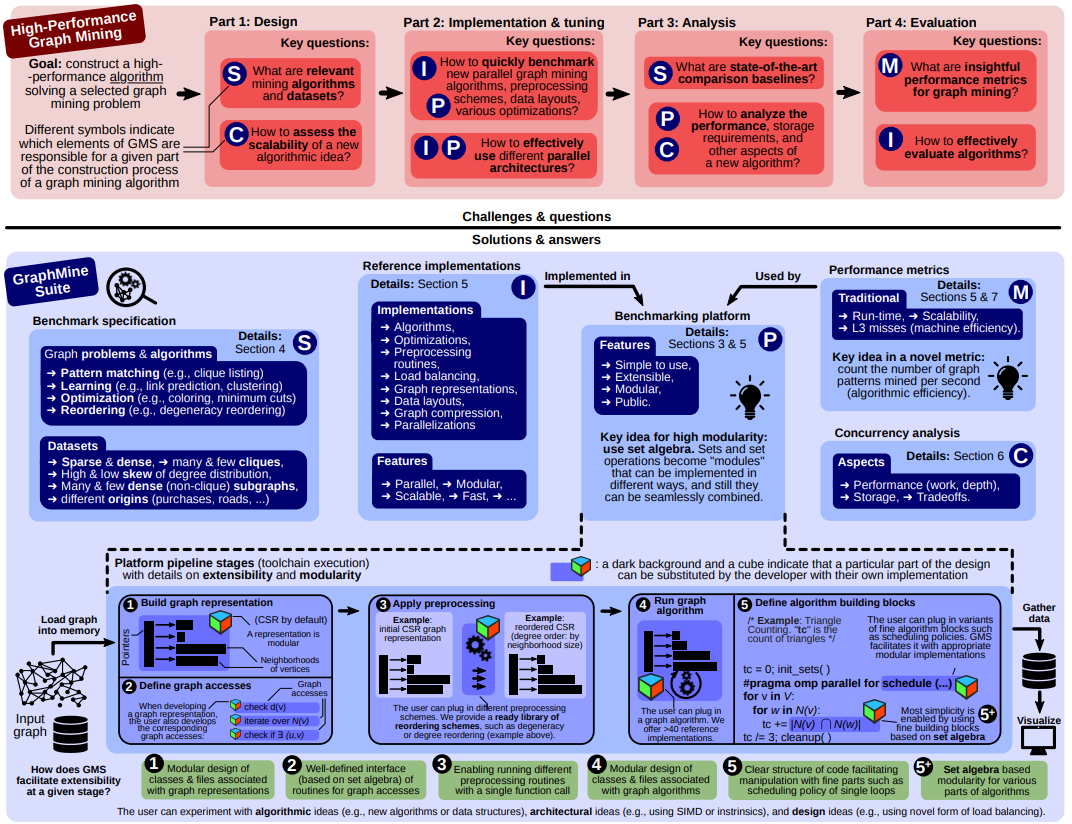 High-Performance
Graph Mining
Goal: construct a high-
-performance algorithm
solving a selected graph
mining problem
Different symbols indicate
which elements of GMS are
responsible for a given part
of the construction process
of a graph mining algorithm
Part 1: Design
Key questions:
S
What are relevant
mining algorithms
and datasets?
C
How to assess the
scalability of a new
algorithmic idea?
Part 2: Implementation & tuning
Key questions:
I
P
How to quickly benchmark
new parallel graph mining
algorithms, preprocessing
schemes, data layouts,
various optimizations?
I P
How to effectively
use different parallel
architectures?
Part 3: Analysis
Key questions:
S
What are state-of-the-art
comparison baselines?
P
C
How to analyze the
performance, storage
requirements, and
other aspects of
a new algorithm?
Part 4: Evaluation
Key questions:
M
What are insightful
performance metrics
for graph mining?
I
How to effectively
evaluate algorithms?
Challenges & questions
Solutions & answers
GraphMine
Suite
Benchmark specification
Details:
Section 4
S
Graph problems & algorithms
➜ Pattern matching (e.g., clique listing)
➜ Learning (e.g., link prediction, clustering)
➜ Optimization (e.g., coloring, minimum cuts)
➜ Reordering (e.g., degeneracy reordering)
Datasets
➜ Sparse & dense, ➜ many & few cliques,
➜ High & low skew of degree distribution,
➜ Many & few dense (non-clique) subgraphs,
➜ different origins (purchases, roads, ...)
Reference implementations
Details: Section 5
I
Implementations
➜ Algorithms,
➜ Optimizations,
➜ Preprocessing
routines,
➜ Load balancing,
➜ Graph representations,
➜ Data layouts,
➜ Graph compression,
➜ Parallelizations
Features
➜ Parallel, ➜ Modular,
➜ Scalable, ➜ Fast, ➜ ...
Implemented in
Used by
Benchmarking platform
Details:
Sections 3 & 5
P
Features
➜ Simple to use,
➜ Extensible,
➜ Modular,
➜ Public.
Key idea for high modularity:
use set algebra. Sets and set
operations become "modules"
that can be implemented in
different ways, and still they
can be seamlessly combined.
Performance metrics
Details:
Sections 5 & 7
M
Traditional
➜ Run-time, ➜ Scalability,
➜ L3 misses (machine efficiency).
Key idea in a novel metric:
count the number of graph
patterns mined per second
(algorithmic efficiency).
Concurrency analysis
Details: Section 6
C
Aspects
➜ Performance (work, depth),
➜ Storage, ➜ Tradeoffs.
Platform pipeline stages (toolchain execution)
with details on extensibility and modularity
: a dark background and a cube indicate that a particular part of the design
can be substituted by the developer with their own implementation
Load graph
into memory
Input
graph
1 Build graph representation
Pointers
(CSR by default)
A representation is
modular
Neighborhoods
of vertices
2 Define graph accesses
Graph
accesses
When developing
a graph representation,
the user also develops
the corresponding
graph accesses:
check d(v)
iterate over N(v)
check if ∃ (u,v)
3 Apply preprocessing
Example:
initial CSR graph
representation
Example:
reordered CSR
(degree order: by
neighborhood size)
The user can plug in different preprocessing
schemes. We provide a ready library of
reordering schemes, such as degeneracy
or degree reordering (example above).
4 Run graph
algorithm
The user can plug in
a graph algorithm. We
offer >40 reference
implementations.
5 Define algorithm building blocks
/* Example: Triangle
Counting. "tc" is the
count of triangles */
The user can plug in variants
of fine algorithm blocks such
as scheduling policies. GMS
facilitates it with appropriate
modular implementations
tc = 0; init_sets( )
#pragma omp parallel for schedule (...)
for v in V:
for w in N(v):
tc += |N(v) ⋂ N(w)|
tc /= 3; cleanup( )
Most simplicity is
enabled by using
fine building blocks
based on set algebra
5+
Gather
data
Visualize
How does GMS
facilitate extensibility
at a given stage?
1
Modular design of
classes & files associated
with graph representations
2
Well-defined interface
(based on set algebra) of
routines for graph accesses
3
Enabling running different
preprocessing routines
with a single function call
4
Modular design of
classes & files associated
with graph algorithms
5
Clear structure of code facilitating
manipulation with fine parts such as
scheduling policy of single loops
5+
Set algebra based
modularity for various
parts of algorithms
The user can experiment with algorithmic ideas (e.g., new algorithms or data structures), architectural ideas (e.g., using SIMD or instrinsics), and design ideas (e.g., using novel form of load balancing).